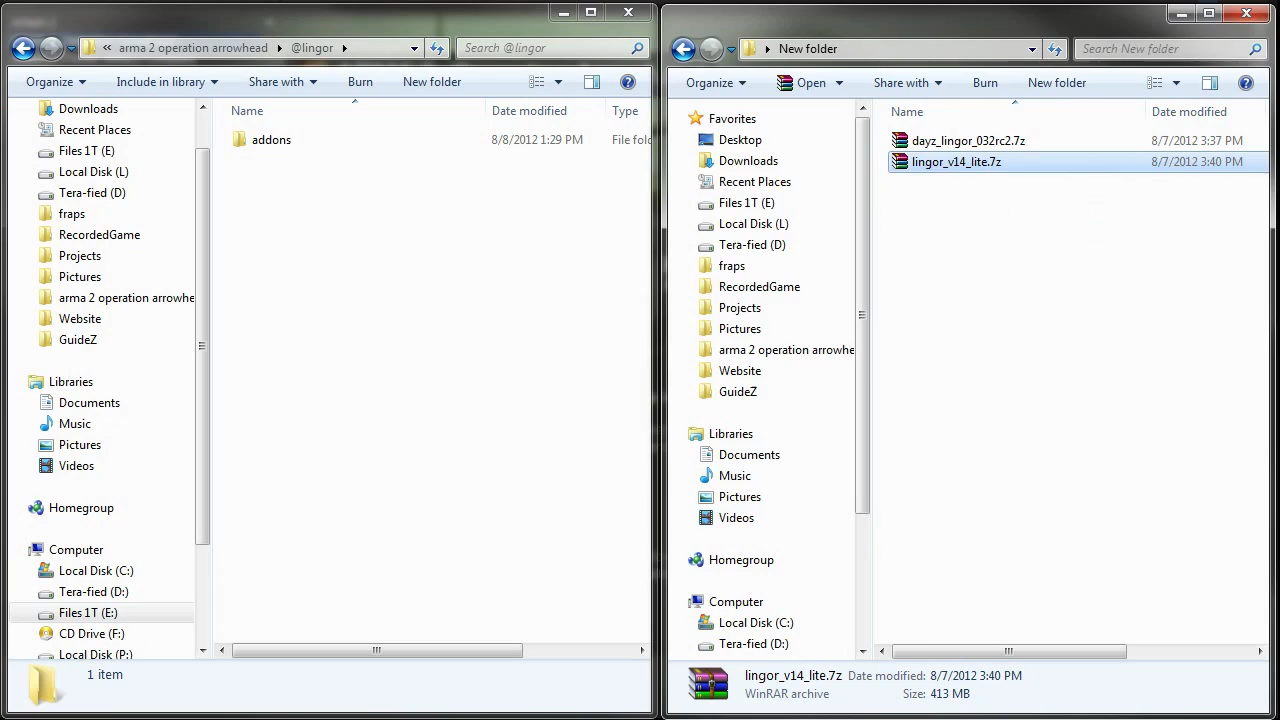 « arma 2 operation arrowhead @lingor
Search @lingor
Organize Include in library Share with Burn New folder
Name Date modified Type
Downloads
Recent Places
Files 1T (E)
Local Disk (L)
Tera-fied (D)
fraps
RecordedGame
Projects
Pictures
arma 2 operation arrowhe
Website
GuideZ
Libraries
Documents
Music
Pictures
Videos
Homegroup
Computer
Local Disk (C:)
Tera-fied (D:)
Files 1T (E:)
CD Drive (F:)
Local Disk (P:)
addons 8/8/2012 1:29 PM File fold
1 item
New folder
Search New folder
Organize Open Share with Burn New folder
Name Date modified
Favorites
Desktop
Downloads
Recent Places
Files 1T (E)
Local Disk (L)
Tera-fied (D)
fraps
RecordedGame
Projects
Pictures
arma 2 operation arrowhe
Website
GuideZ
Libraries
Documents
Music
Pictures
Videos
Homegroup
Computer
Local Disk (C:)
Tera-fied (D:)
dayz_lingor_032rc2.7z 8/7/2012 3:37 PM
lingor_v14_lite.7z 8/7/2012 3:40 PM
lingor_v14_lite.7z Date modified: 8/7/2012 3:40 PM
WinRAR archive Size: 413 MB